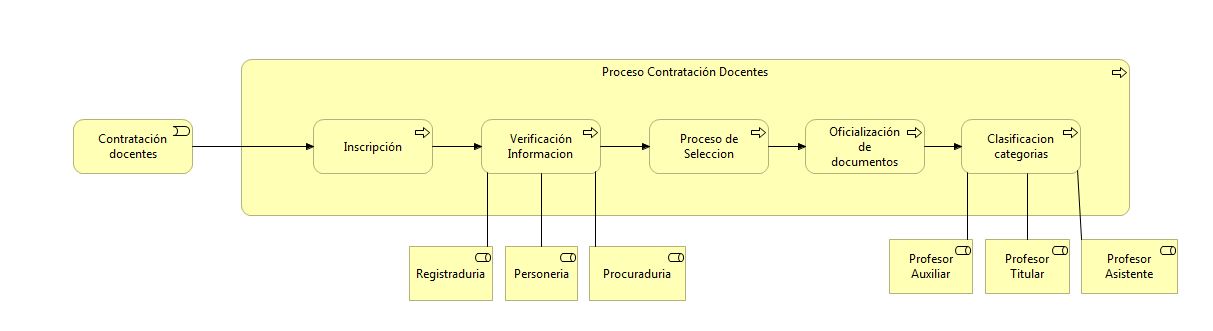 Proceso Contratación Docentes
Contratación
docentes
Inscripción
Verificación
Informacion
Proceso de
Seleccion
Oficialización
de
documentos
Clasificacion
categorias
Registraduria
Personeria
Procuraduria
Profesor
Auxiliar
Profesor
Titular
Profesor
Asistente